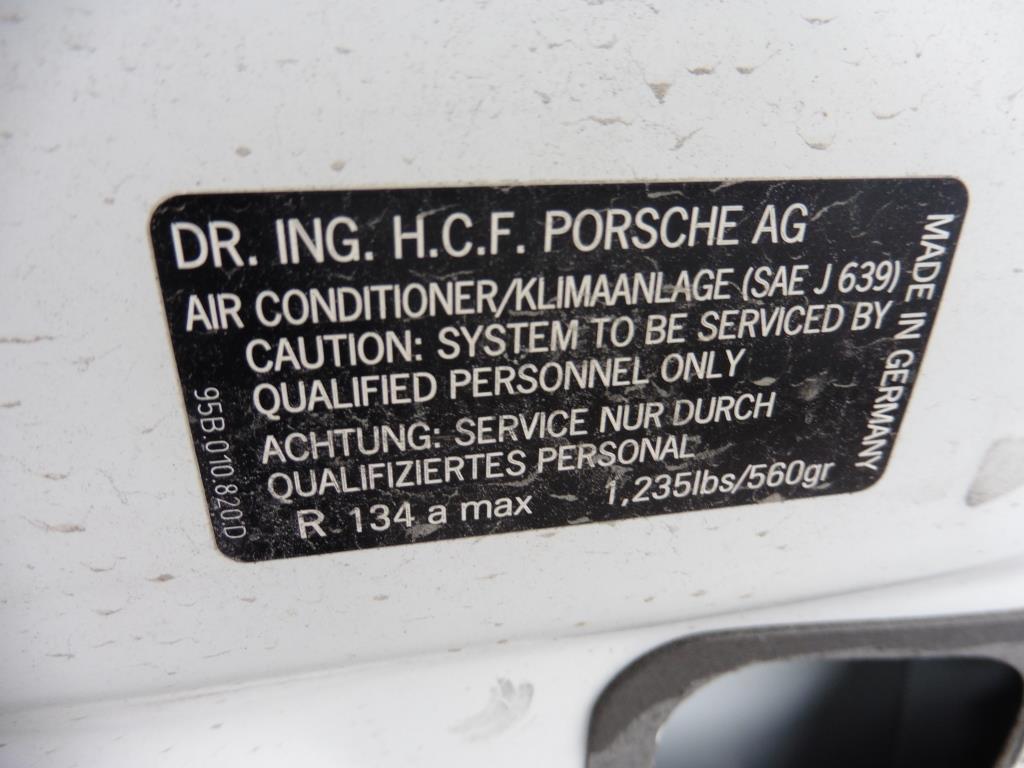 DR. ING. H.C.F. PORSCHE AG
AIR CONDITIONER/KLIMAANLAGE (SAE J 639)
CAUTION: SYSTEM TO BE SERVICED BY
QUALIFIED PERSONNEL ONLY
ACHTUNG: SERVICE NUR DURCH
QUALIFIZIERTES PERSONAL
R 134 a max 1,235lbs/560gr
95B.010.820.D
MADE IN GERMANY